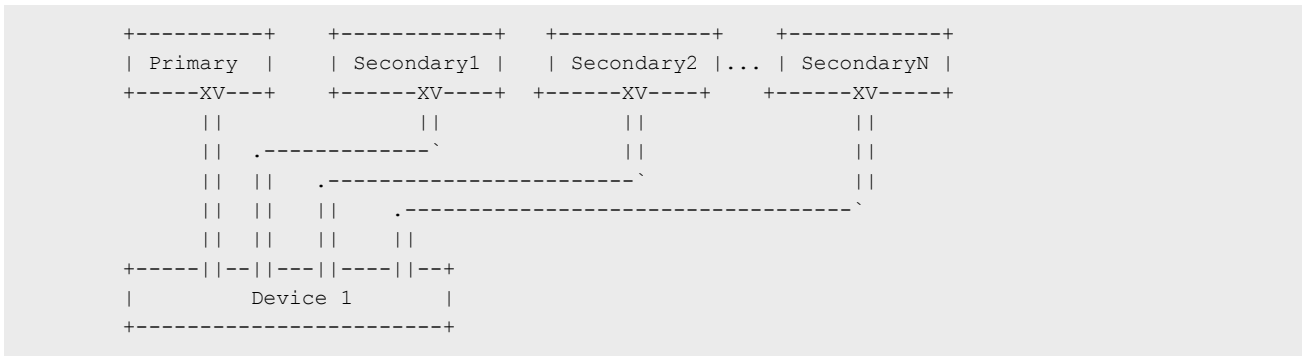 +----------+    +------------+   +------------+    +------------+
| Primary  |    | Secondary1 |   | Secondary2 |... | SecondaryN |
+-----XV---+    +------XV----+  +------XV----+    +------XV-----+
      ||               ||              ||                ||
      ||  .-------------`              ||                ||
      ||  ||   .------------------------`                ||
      ||  ||   ||    .-----------------------------------`
      ||  ||   ||    ||
+-----||--||---||----||--+
|         Device 1       |
+------------------------+